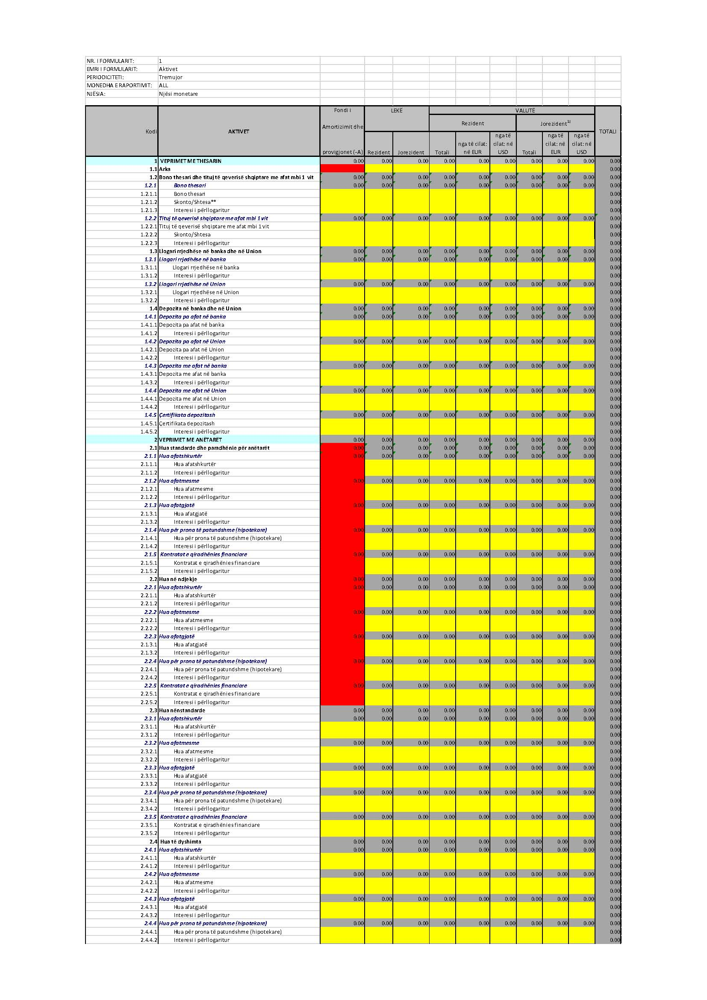 NR. I FORMULARIT: 1
EMRI I FORMULARIT: Aktivet
PERIODICITETI: Tremujor
MONEDHA E RAPORTIMIT: ALL
NJËSIA: Njësi monetare
Kodi AKTIVET Fondi i Amortizimit dhe provigjonet (-A) LEKË VALUTË TOTALI
Rezident Jorezident¹⁾
Rezident Jorezident Totali nga të cilat: në EUR nga të cilat: në USD Totali nga të cilat: në EUR nga të cilat: në USD
1 VEPRIMET ME THESARIN 0.00 0.00 0.00 0.00 0.00 0.00 0.00 0.00 0.00 0.00
1.1 Arka 0.00
1.2 Bono thesari dhe tituj të qeverisë shqiptare me afat mbi 1 vit 0.00 0.00 0.00 0.00 0.00 0.00 0.00 0.00 0.00 0.00
1.2.1 Bono thesari 0.00 0.00 0.00 0.00 0.00 0.00 0.00 0.00 0.00 0.00
1.2.1.1 Bono thesari 0.00
1.2.1.2 Skonto/Shtesa** 0.00
1.2.1.3 Interesi i përllogaritur 0.00
1.2.2 Tituj të qeverisë shqiptare me afat mbi 1 vit 0.00 0.00 0.00 0.00 0.00 0.00 0.00 0.00 0.00 0.00
1.2.2.1 Tituj të qeverisë shqiptare me afat mbi 1 vit 0.00
1.2.2.2 Skonto/Shtesa 0.00
1.2.2.3 Interesi i përllogaritur 0.00
1.3 Llogari rrjedhëse në banka dhe në Union 0.00 0.00 0.00 0.00 0.00 0.00 0.00 0.00 0.00 0.00
1.3.1 Llogari rrjedhëse në banka 0.00 0.00 0.00 0.00 0.00 0.00 0.00 0.00 0.00 0.00
1.3.1.1 Llogari rrjedhëse në banka 0.00
1.3.1.2 Interesi i përllogaritur 0.00
1.3.2 Llogari rrjedhëse në Union 0.00 0.00 0.00 0.00 0.00 0.00 0.00 0.00 0.00 0.00
1.3.2.1 Llogari rrjedhëse në Union 0.00
1.3.2.2 Interesi i përllogaritur 0.00
1.4 Depozita në banka dhe në Union 0.00 0.00 0.00 0.00 0.00 0.00 0.00 0.00 0.00 0.00
1.4.1 Depozita pa afat në banka 0.00 0.00 0.00 0.00 0.00 0.00 0.00 0.00 0.00 0.00
1.4.1.1 Depozita pa afat në banka 0.00
1.4.1.2 Interesi i përllogaritur 0.00
1.4.2 Depozita pa afat në Union 0.00 0.00 0.00 0.00 0.00 0.00 0.00 0.00 0.00 0.00
1.4.2.1 Depozita pa afat në Union 0.00
1.4.2.2 Interesi i përllogaritur 0.00
1.4.3 Depozita me afat në banka 0.00 0.00 0.00 0.00 0.00 0.00 0.00 0.00 0.00 0.00
1.4.3.1 Depozita me afat në banka 0.00
1.4.3.2 Interesi i përllogaritur 0.00
1.4.4 Depozita me afat në Union 0.00 0.00 0.00 0.00 0.00 0.00 0.00 0.00 0.00 0.00
1.4.4.1 Depozita me afat në Union 0.00
1.4.4.2 Interesi i përllogaritur 0.00
1.4.5 Çertifikata depozitash 0.00 0.00 0.00 0.00 0.00 0.00 0.00 0.00 0.00 0.00
1.4.5.1 Çertifikata depozitash 0.00
1.4.5.2 Interesi i përllogaritur 0.00
2 VEPRIMET ME ANËTARËT 0.00 0.00 0.00 0.00 0.00 0.00 0.00 0.00 0.00 0.00
2.1 Hua standarde dhe paradhënie për anëtarët 0.00 0.00 0.00 0.00 0.00 0.00 0.00 0.00 0.00 0.00
2.1.1 Hua afatshkurtër 0.00 0.00 0.00 0.00 0.00 0.00 0.00 0.00 0.00 0.00
2.1.1.1 Hua afatshkurtër 0.00
2.1.1.2 Interesi i përllogaritur 0.00
2.1.2 Hua afatmesme 0.00 0.00 0.00 0.00 0.00 0.00 0.00 0.00 0.00 0.00
2.1.2.1 Hua afatmesme 0.00
2.1.2.2 Interesi i përllogaritur 0.00
2.1.3 Hua afatgjatë 0.00 0.00 0.00 0.00 0.00 0.00 0.00 0.00 0.00 0.00
2.1.3.1 Hua afatgjatë 0.00
2.1.3.2 Interesi i përllogaritur 0.00
2.1.4 Hua për prona të patundshme (hipotekare) 0.00 0.00 0.00 0.00 0.00 0.00 0.00 0.00 0.00 0.00
2.1.4.1 Hua për prona të patundshme (hipotekare) 0.00
2.1.4.2 Interesi i përllogaritur 0.00
2.1.5 Kontratat e qiradhënies financiare 0.00 0.00 0.00 0.00 0.00 0.00 0.00 0.00 0.00 0.00
2.1.5.1 Kontratat e qiradhënies financiare 0.00
2.1.5.2 Interesi i përllogaritur 0.00
2.2 Hua në ndjekje 0.00 0.00 0.00 0.00 0.00 0.00 0.00 0.00 0.00 0.00
2.2.1 Hua afatshkurtër 0.00 0.00 0.00 0.00 0.00 0.00 0.00 0.00 0.00 0.00
2.2.1.1 Hua afatshkurtër 0.00
2.2.1.2 Interesi i përllogaritur 0.00
2.2.2 Hua afatmesme 0.00 0.00 0.00 0.00 0.00 0.00 0.00 0.00 0.00 0.00
2.2.2.1 Hua afatmesme 0.00
2.2.2.2 Interesi i përllogaritur 0.00
2.2.3 Hua afatgjatë 0.00 0.00 0.00 0.00 0.00 0.00 0.00 0.00 0.00 0.00
2.1.3.1 Hua afatgjatë 0.00
2.1.3.2 Interesi i përllogaritur 0.00
2.2.4 Hua për prona të patundshme (hipotekare) 0.00 0.00 0.00 0.00 0.00 0.00 0.00 0.00 0.00 0.00
2.2.4.1 Hua për prona të patundshme (hipotekare) 0.00
2.2.4.2 Interesi i përllogaritur 0.00
2.2.5 Kontratat e qiradhënies financiare 0.00 0.00 0.00 0.00 0.00 0.00 0.00 0.00 0.00 0.00
2.2.5.1 Kontratat e qiradhënies financiare 0.00
2.2.5.2 Interesi i përllogaritur 0.00
2.3 Hua nënstandarde 0.00 0.00 0.00 0.00 0.00 0.00 0.00 0.00 0.00 0.00
2.3.1 Hua afatshkurtër 0.00 0.00 0.00 0.00 0.00 0.00 0.00 0.00 0.00 0.00
2.3.1.1 Hua afatshkurtër 0.00
2.3.1.2 Interesi i përllogaritur 0.00
2.3.2 Hua afatmesme 0.00 0.00 0.00 0.00 0.00 0.00 0.00 0.00 0.00 0.00
2.3.2.1 Hua afatmesme 0.00
2.3.2.2 Interesi i përllogaritur 0.00
2.3.3 Hua afatgjatë 0.00 0.00 0.00 0.00 0.00 0.00 0.00 0.00 0.00 0.00
2.3.3.1 Hua afatgjatë 0.00
2.3.3.2 Interesi i përllogaritur 0.00
2.3.4 Hua për prona të patundshme (hipotekare) 0.00 0.00 0.00 0.00 0.00 0.00 0.00 0.00 0.00 0.00
2.3.4.1 Hua për prona të patundshme (hipotekare) 0.00
2.3.4.2 Interesi i përllogaritur 0.00
2.3.5 Kontratat e qiradhënies financiare 0.00 0.00 0.00 0.00 0.00 0.00 0.00 0.00 0.00 0.00
2.3.5.1 Kontratat e qiradhënies financiare 0.00
2.3.5.2 Interesi i përllogaritur 0.00
2.4 Hua të dyshimta 0.00 0.00 0.00 0.00 0.00 0.00 0.00 0.00 0.00 0.00
2.4.1 Hua afatshkurtër 0.00 0.00 0.00 0.00 0.00 0.00 0.00 0.00 0.00 0.00
2.4.1.1 Hua afatshkurtër 0.00
2.4.1.2 Interesi i përllogaritur 0.00
2.4.2 Hua afatmesme 0.00 0.00 0.00 0.00 0.00 0.00 0.00 0.00 0.00 0.00
2.4.2.1 Hua afatmesme 0.00
2.4.2.2 Interesi i përllogaritur 0.00
2.4.3 Hua afatgjatë 0.00 0.00 0.00 0.00 0.00 0.00 0.00 0.00 0.00 0.00
2.4.3.1 Hua afatgjatë 0.00
2.4.3.2 Interesi i përllogaritur 0.00
2.4.4 Hua për prona të patundshme (hipotekare) 0.00 0.00 0.00 0.00 0.00 0.00 0.00 0.00 0.00 0.00
2.4.4.1 Hua për prona të patundshme (hipotekare) 0.00
2.4.4.2 Interesi i përllogaritur 0.00